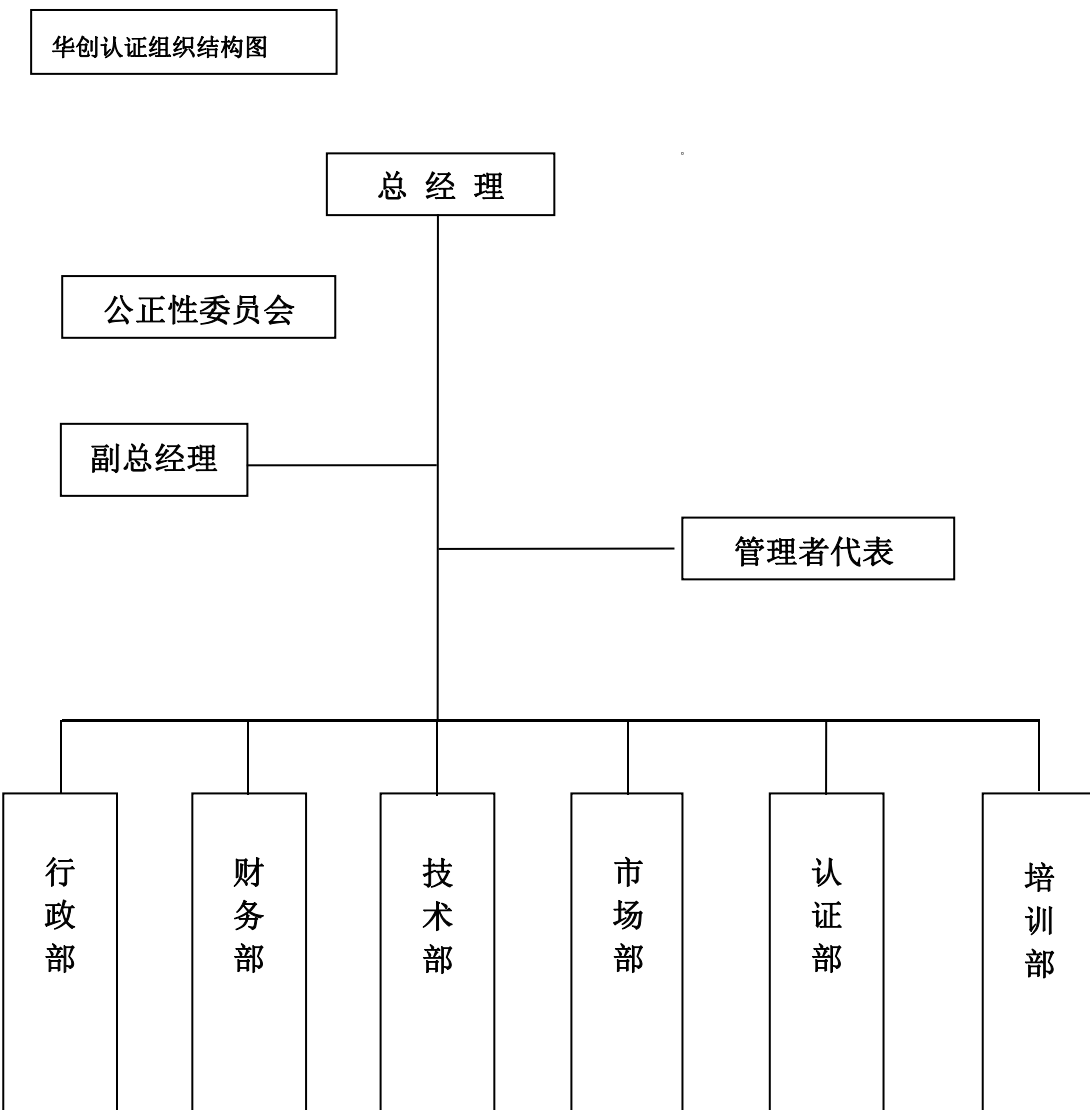 华创认证组织结构图
总 经 理
公正性委员会
副总经理
管理者代表
行政部
财务部
技术部
市场部
认证部
培训部